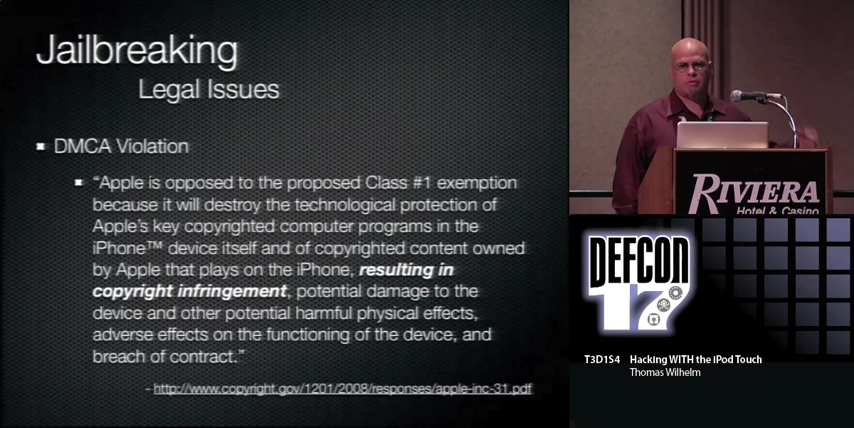 Jailbreaking
Legal Issues
DMCA Violation
“Apple is opposed to the proposed Class #1 exemption
because it will destroy the technological protection of
Apple’s key copyrighted computer programs in the
iPhone™ device itself and of copyrighted content owned
by Apple that plays on the iPhone, resulting in
copyright infringement, potential damage to the
device and other potential harmful physical effects,
adverse effects on the functioning of the device, and
breach of contract.”
- http://www.copyright.gov/1201/2008/responses/apple-inc-31.pdf
RIVIERA
Hotel & Casino
DEFCON
17
T3D1S4 Hacking WITH the iPod Touch
Thomas Wilhelm